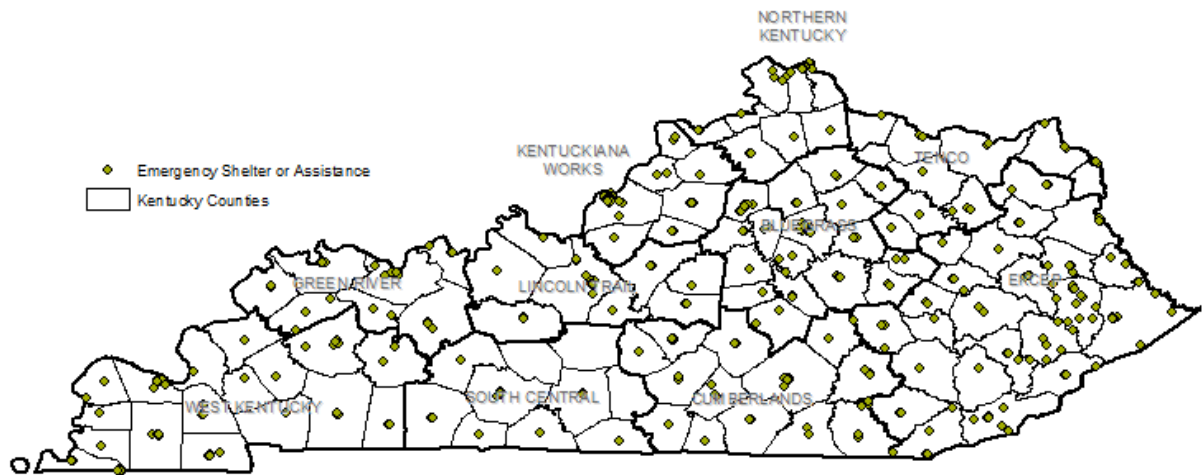 NORTHERN
KENTUCKY
KENTUCKIANA
WORKS
TENCO
Emergency Shelter or Assistance
Kentucky Counties
BLUEGRASS
GREEN RIVER
LINCOLN TRAIL
EKCEP
WEST KENTUCKY
SOUTH CENTRAL
CUMBERLANDS